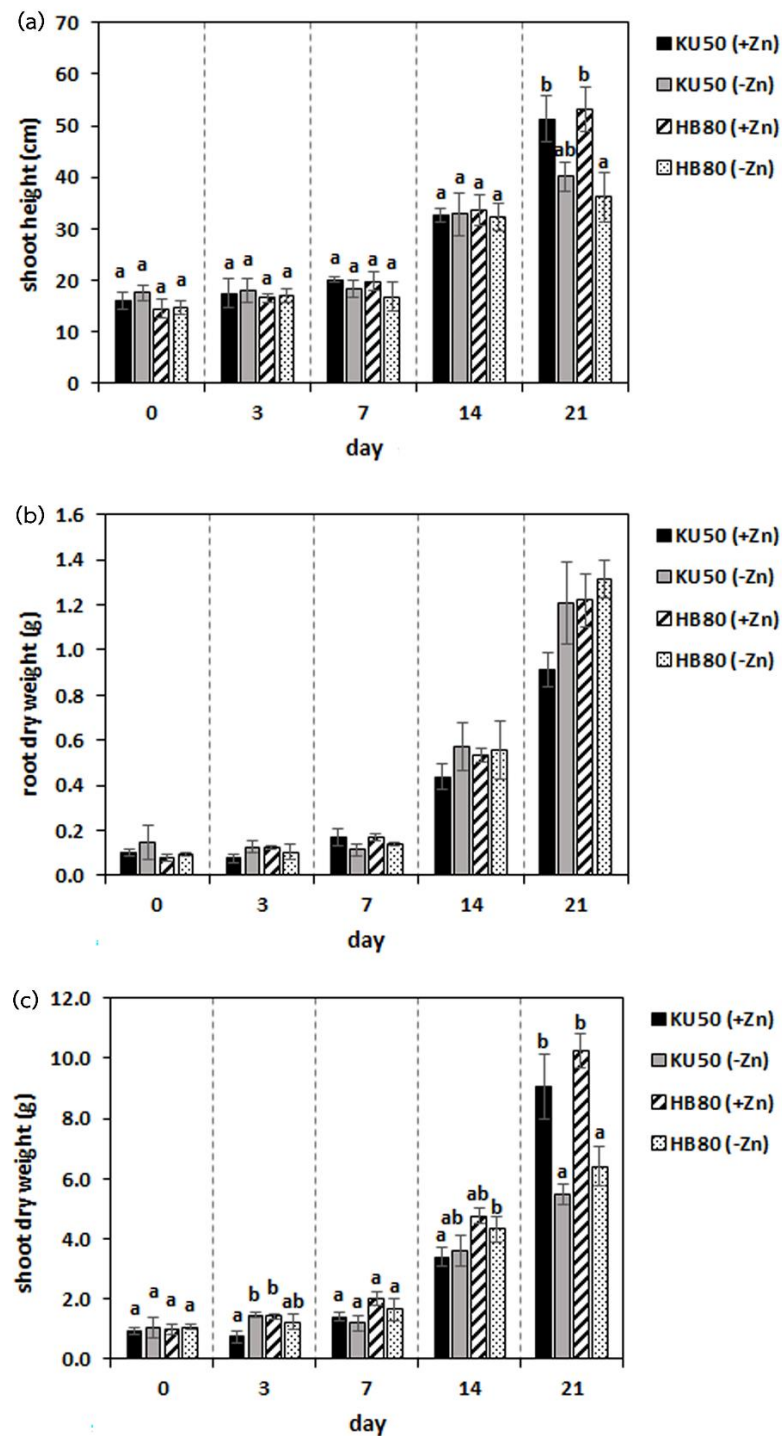 (a)
70
60
50
40
30
20
10
0
shoot height (cm)
a a a a
a a a a
a a a a
a a a a
b ab b a
0 3 7 14 21
day
KU50 (+Zn)
KU50 (-Zn)
HB80 (+Zn)
HB80 (-Zn)
(b)
1.6
1.4
1.2
1.0
0.8
0.6
0.4
0.2
0.0
root dry weight (g)
0 3 7 14 21
day
KU50 (+Zn)
KU50 (-Zn)
HB80 (+Zn)
HB80 (-Zn)
(c)
12.0
10.0
8.0
6.0
4.0
2.0
0.0
shoot dry weight (g)
a a a a
a b b ab
a a a a
a ab ab b
b a b a
0 3 7 14 21
day
KU50 (+Zn)
KU50 (-Zn)
HB80 (+Zn)
HB80 (-Zn)